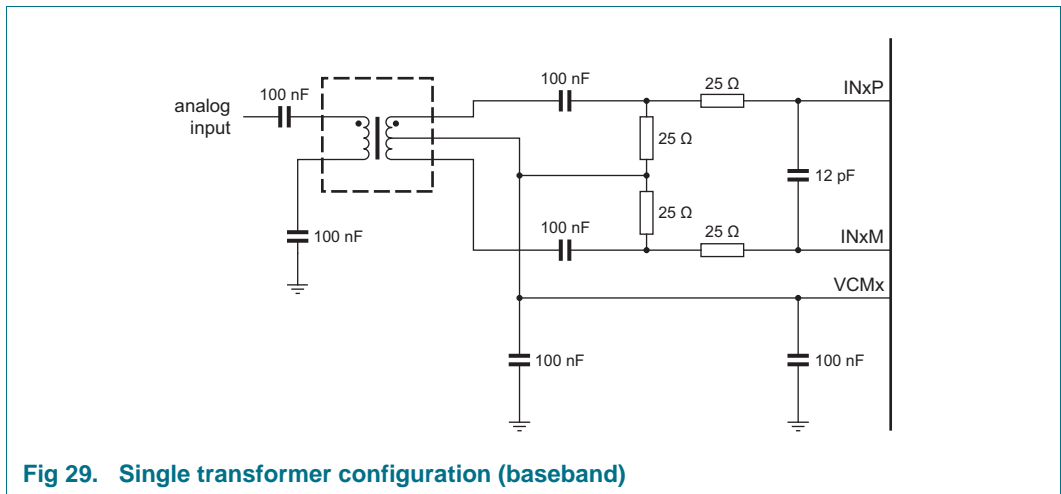 100 nF
25 Ω
INxP
100 nF
analog
input
25 Ω
12 pF
25 Ω
100 nF
25 Ω
100 nF
INxM
VCMx
100 nF
100 nF
Fig 29. Single transformer configuration (baseband)